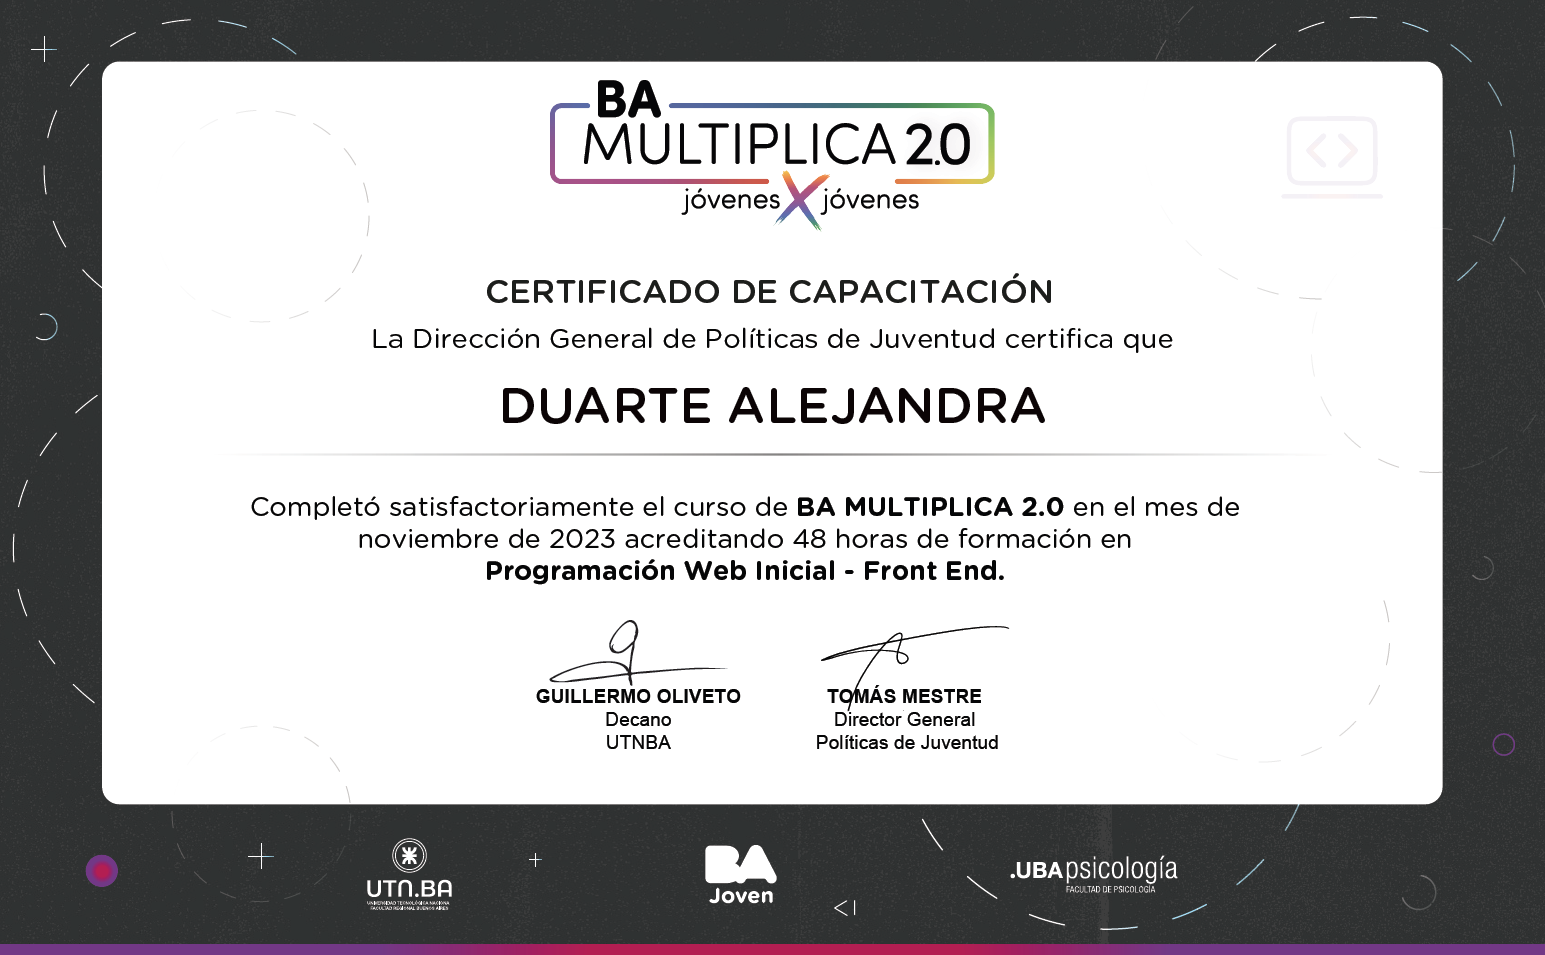 BA
MULTIPLICA 2.0
jóvenes X jóvenes
CERTIFICADO DE CAPACITACIÓN
La Dirección General de Políticas de Juventud certifica que
DUARTE ALEJANDRA
Completó satisfactoriamente el curso de BA MULTIPLICA 2.0 en el mes de
noviembre de 2023 acreditando 48 horas de formación en
Programación Web Inicial - Front End.
GUILLERMO OLIVETO
Decano
UTNBA
TOMÁS MESTRE
Director General
Políticas de Juventud
UTN.BA
UNIVERSIDAD TECNOLÓGICA NACIONAL
FACULTAD REGIONAL BUENOS AIRES
BA
Joven
.UBApsicología
FACULTAD DE PSICOLOGÍA